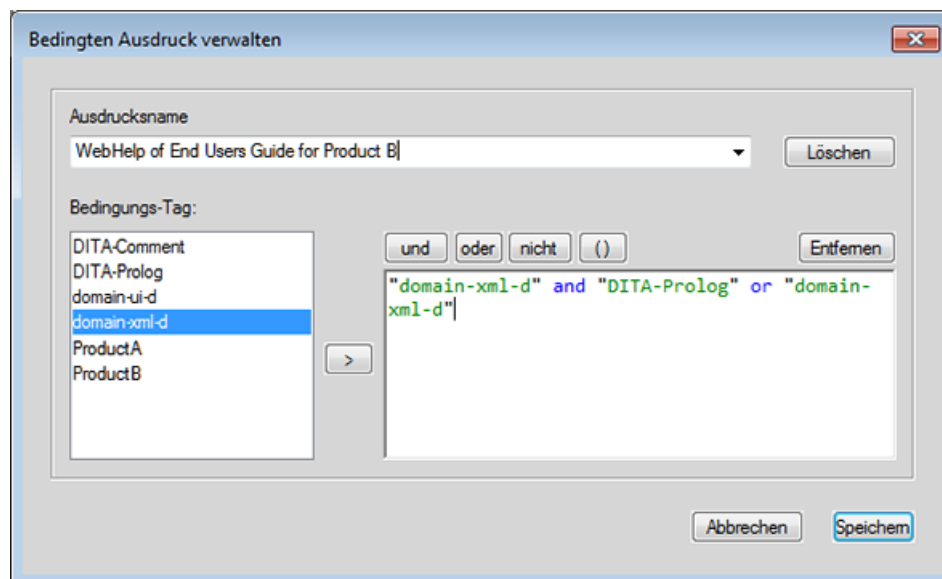 Bedingten Ausdruck verwalten
Ausdrucksname
WebHelp of End Users Guide for Product B
Löschen
Bedingungs-Tag:
DITA-Comment
DITA-Prolog
domain-ui-d
domain-xml-d
ProductA
ProductB
>
und oder nicht () Entfernen
"domain-xml-d" and "DITA-Prolog" or "domain-
xml-d"
Abbrechen Speichern